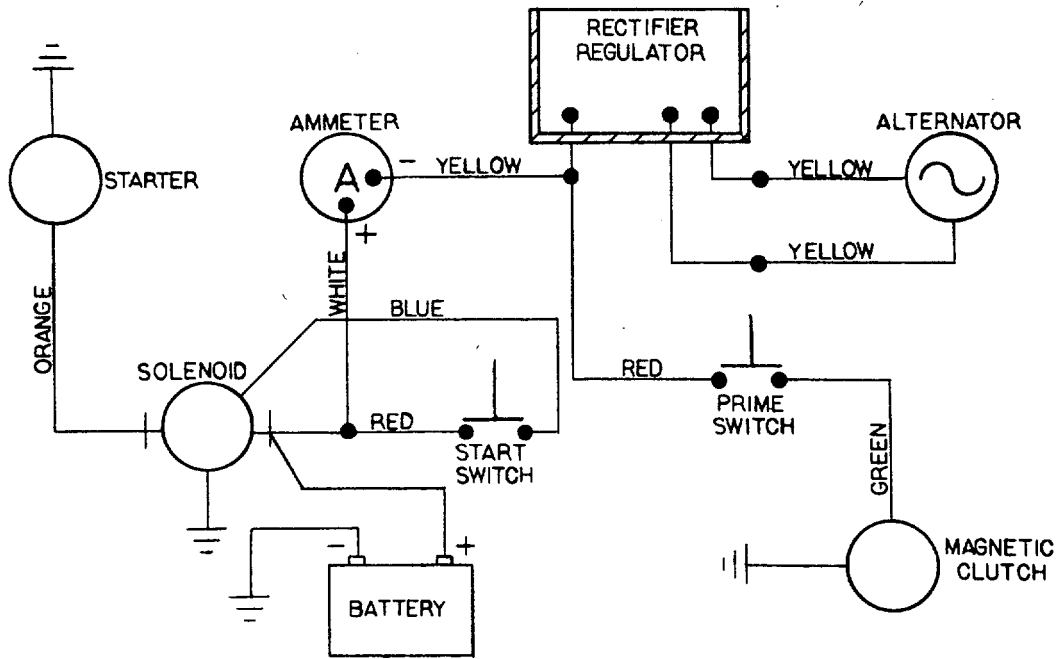 RECTIFIER
REGULATOR
AMMETER
A
-
+
YELLOW
ALTERNATOR
YELLOW
YELLOW
STARTER
WHITE
BLUE
ORANGE
SOLENOID
RED
START
SWITCH
RED
PRIME
SWITCH
GREEN
-
+
BATTERY
MAGNETIC
CLUTCH